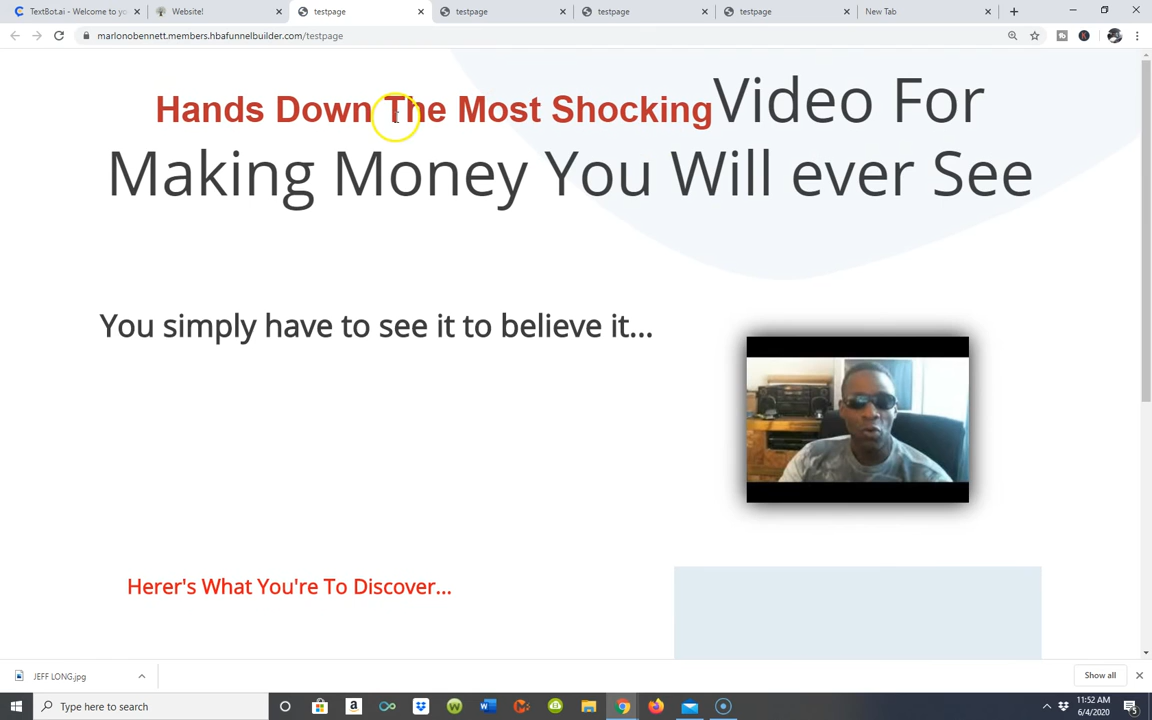 TextBot.ai - Welcome to yo
Website!
testpage
testpage
testpage
testpage
New Tab
marlonobennett.members.hbafunnelbuilder.com/testpage
Hands Down The Most Shocking Video For
Making Money You Will ever See
You simply have to see it to believe it...
Herer's What You're To Discover...
JEFF LONG.jpg
Show all
Type here to search
11:52 AM
6/4/2020
5